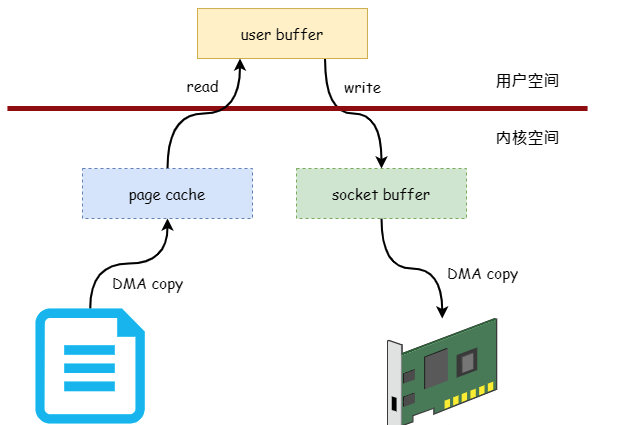 user buffer
read
write
用户空间
内核空间
page cache
socket buffer
DMA copy
DMA copy